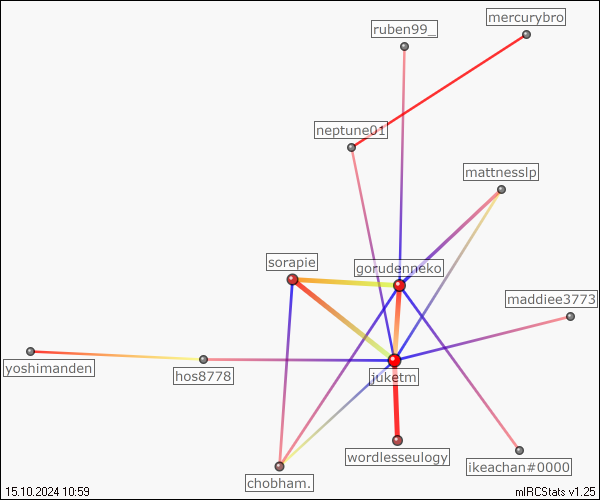 mercurybro
ruben99_
neptune01
mattnesslp
sorapie
gorudenneko
maddiee3773
yoshimanden
hos8778
juketm
wordlesseulogy
ikeachan#0000
chobham.
15.10.2024 10:59
mIRCStats v1.25